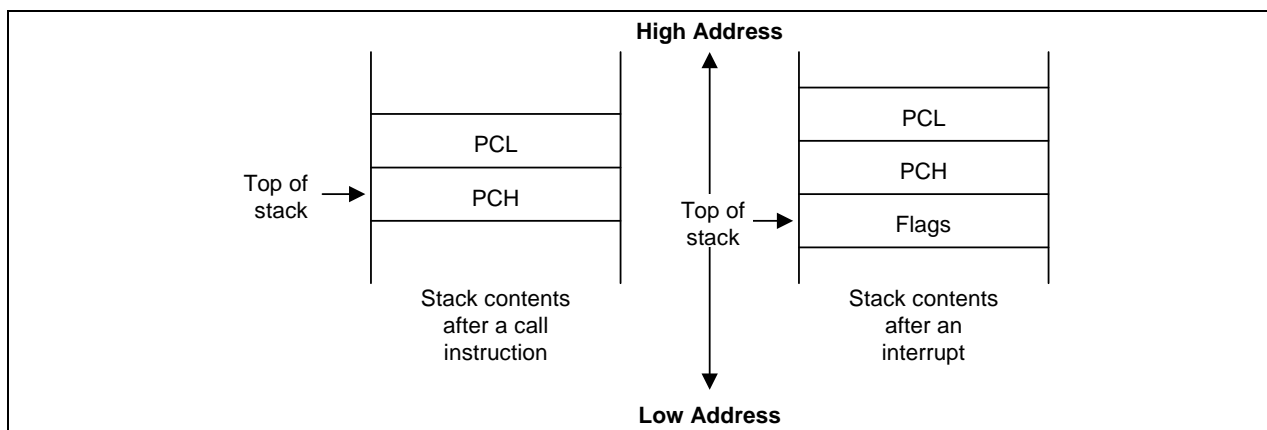 High Address
PCL
PCH
Top of
stack
Stack contents
after a call
instruction
Top of
stack
PCL
PCH
Flags
Stack contents
after an
interrupt
Low Address